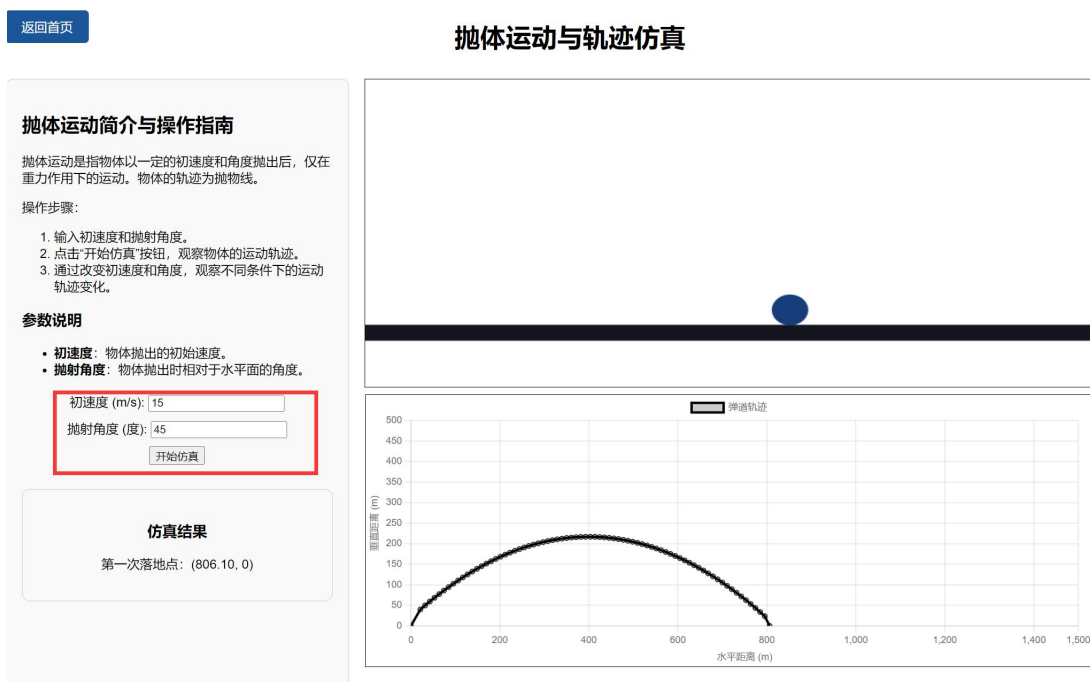 返回首页
抛体运动与轨迹仿真
抛体运动简介与操作指南
抛体运动是指物体以一定的初速度和角度抛出后，仅在
重力作用下的运动。物体的轨迹为抛物线。
操作步骤：
1. 输入初速度和抛射角度。
2. 点击“开始仿真”按钮，观察物体的运动轨迹。
3. 通过改变初速度和角度，观察不同条件下的运动
轨迹变化。
参数说明
• 初速度：物体抛出的初始速度。
• 抛射角度：物体抛出时相对于水平面的角度。
初速度 (m/s): 15
抛射角度 (度): 45
开始仿真
仿真结果
第一次落地点：(806.10, 0)
弹道轨迹
垂直距离 (m)
500
450
400
350
300
250
200
150
100
50
0
0 200 400 600 800 1,000 1,200 1,400 1,500
水平距离 (m)